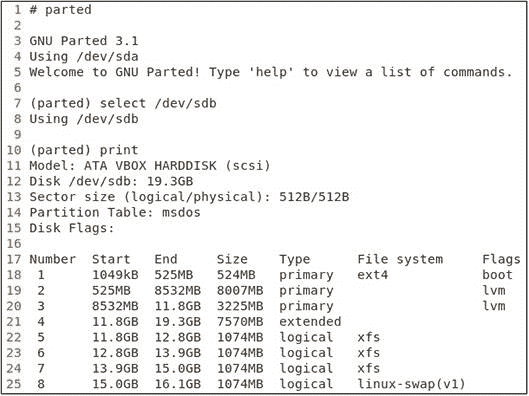 1 # parted
2
3 GNU Parted 3.1
4 Using /dev/sda
5 Welcome to GNU Parted! Type 'help' to view a list of commands.
6
7 (parted) select /dev/sdb
8 Using /dev/sdb
9
10 (parted) print
11 Model: ATA VBOX HARDDISK (scsi)
12 Disk /dev/sdb: 19.3GB
13 Sector size (logical/physical): 512B/512B
14 Partition Table: msdos
15 Disk Flags:
16
17 Number Start End Size Type File system Flags
18 1 1049kB 525MB 524MB primary ext4 boot
19 2 525MB 8532MB 8007MB primary lvm
20 3 8532MB 11.8GB 3225MB primary lvm
21 4 11.8GB 19.3GB 7570MB extended
22 5 11.8GB 12.8GB 1074MB logical xfs
23 6 12.8GB 13.9GB 1074MB logical xfs
24 7 13.9GB 15.0GB 1074MB logical xfs
25 8 15.0GB 16.1GB 1074MB logical linux-swap(v1)